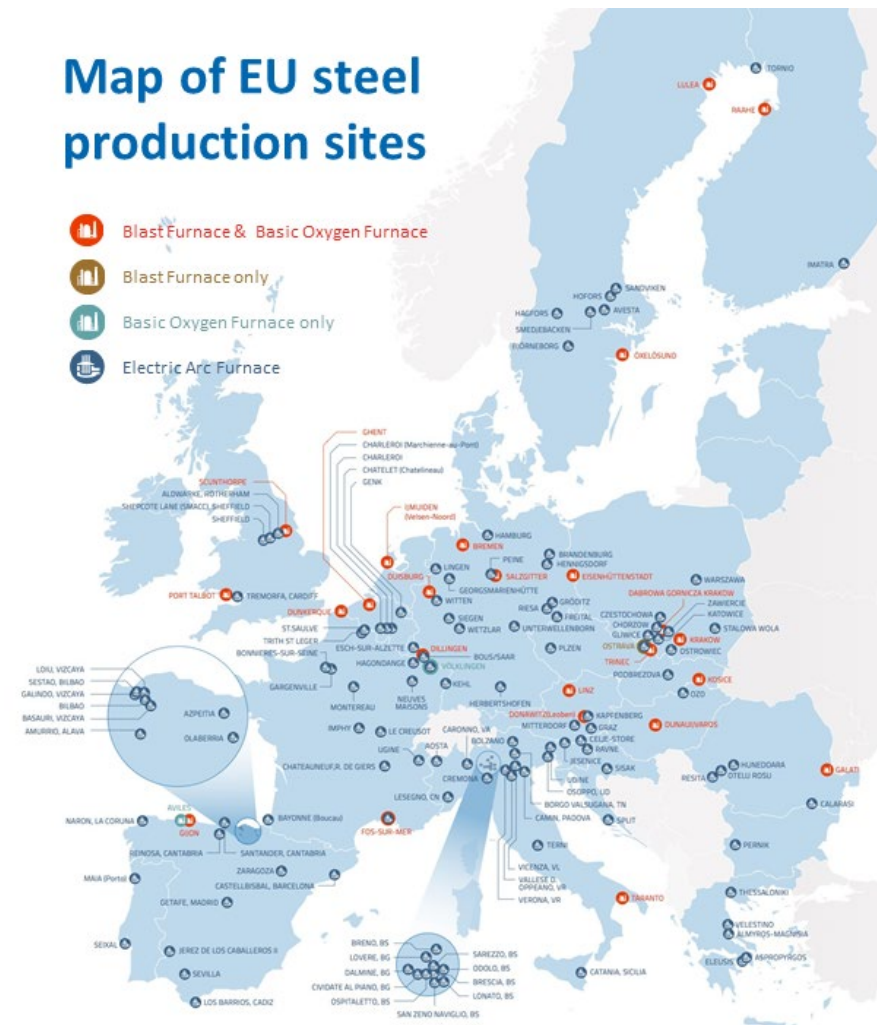 Map of EU steel
production sites
Blast Furnace & Basic Oxygen Furnace
Blast Furnace only
Basic Oxygen Furnace only
Electric Arc Furnace
TORNIO
LULEA
RAAHE
IMATRA
SANDVIKEN
HOFORS
HAGFORS
AVESTA
SMEDJEBACKEN
BJÖRNEBORG
ÖXELÖSUND
GHENT
CHARLEROI (Marchienne-au-Pont)
CHARLEROI
CHATELET (Chatelineau)
GENK
SCUNTHORPE
ALDWARKE, ROTHERHAM
SHEPCOTE LANE (SMACC), SHEFFIELD
SHEFFIELD
IJMUIDEN
(Velsen-Noord)
HAMBURG
BREMEN
PEINE
BRANDENBURG
HENNIGSDORF
LINGEN
DUISBURG
SALZGITTER
EISENHÜTTENSTADT
WARSZAWA
GEORGSMARIENHÜTTE
PORT TALBOT
TREMORFA, CARDIFF
DUNKERQUE
WITTEN
GRÖDITZ
RIESA
FREITAL
DABROWA GORNICZA KRAKOW
CZESTOCHOWA
ZAWIERCIE
CHORZOW
KATOWICE
GLIWICE
STALOWA WOLA
SIEGEN
WETZLAR
UNTERWELLENBORN
ST.SAULVE
TRITH ST LEGER
ESCH-SUR-ALZETTE
BONNIERES-SUR-SEINE
HAGONDANGE
DILLINGEN
BOUS/SAAR
VÖLKLINGEN
PLZEN
OSTRAVA
KRAKOW
OSTROWIEC
TRINEC
PODBREZOVA
KOSICE
OZD
GARGENVILLE
NEUVES
MAISONS
KEHL
HERBERTSHOFEN
LINZ
MONTEREAU
LOIU, VIZCAYA
SESTAO, BILBAO
GALINDO, VIZCAYA
BILBAO
BASAURI, VIZCAYA
AMURRIO, ALAVA
AZPEITIA
OLABERRIA
DONAWITZ(Leoben)
KAPFENBERG
MITTERDORF
GRAZ
DUNAUJVAROS
IMPHY
LE CREUSOT
CARONNO, VA
BOLZANO
CELJE-STORE
RAVNE
JESENICE
UGINE
AOSTA
CHATEAUNEUF,R. DE GIERS
CREMONA
UDINE
SISAK
OSOPPO, UD
HUNEDOARA
OTELU ROSU
RESITA
GALATI
CALARASI
LESEGNO, CN
BORGO VALSUGANA, TN
CAMIN, PADOVA
AVILES
NARON, LA CORUNA
GIJON
BAYONNE (Boucau)
FOS-SUR-MER
SPLIT
TERNI
PERNIK
REINOSA, CANTABRIA
SANTANDER, CANTABRIA
VICENZA, VI,
VALLESE D.
OPPEANO, VR
VERONA, VR
ZARAGOZA
CASTELLBISBAL, BARCELONA
MAIA (Porto)
GETAFE, MADRID
TARANTO
THESSALONIKI
VELESTINO
ALMYROS-MAGNISIA
ELEUSIS
ASPROPYRGOS
SEIXAL
JEREZ DE LOS CABALLEROS II
SEVILLA
LOS BARRIOS, CADIZ
BRENO, BS
LOVERE, BG
DALMINE, BG
CIVIDATE AL PIANO, BG
OSPITALETTO, BS
SAN ZENO NAVIGLIO, BS
SAREZZO, BS
ODOLO, BS
BRESCIA, BS
LONATO, BS
CATANIA, SICILIA